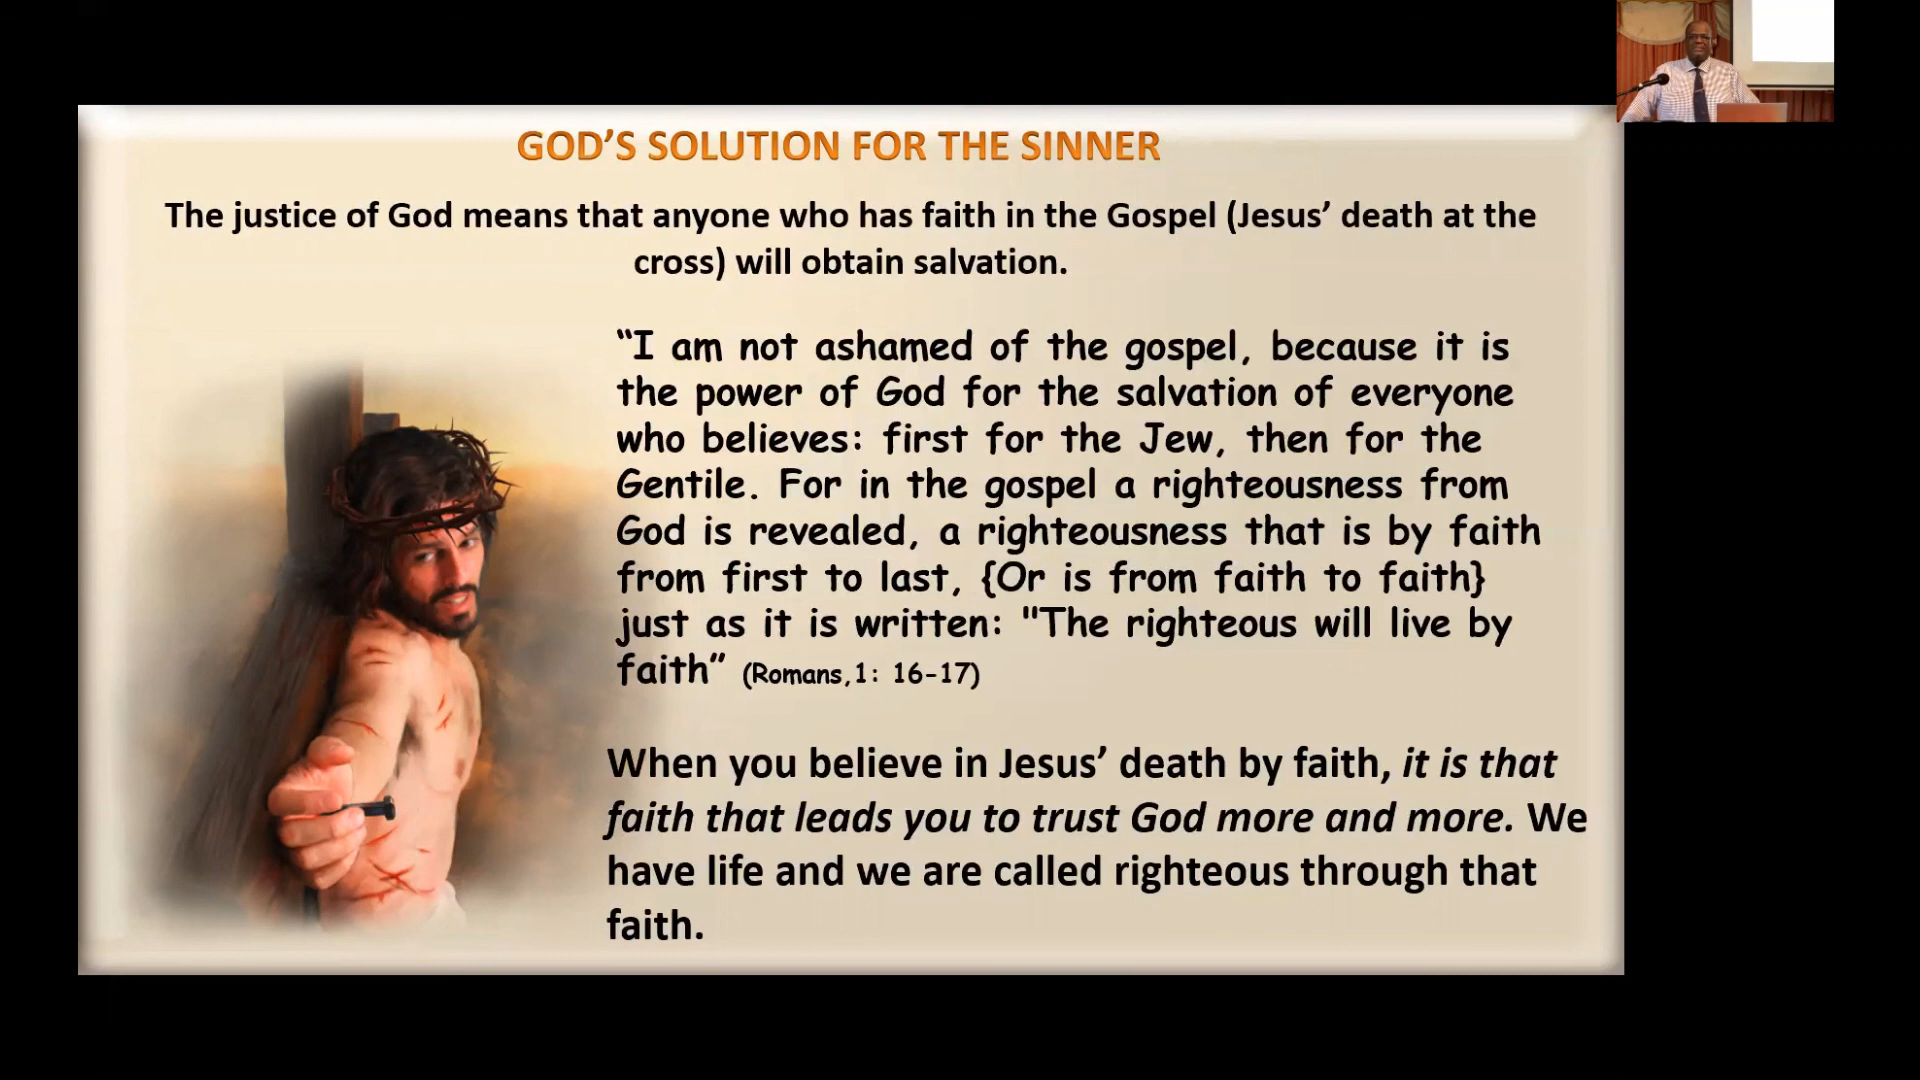 GOD’S SOLUTION FOR THE SINNER
The justice of God means that anyone who has faith in the Gospel (Jesus’ death at the
cross) will obtain salvation.
“I am not ashamed of the gospel, because it is
the power of God for the salvation of everyone
who believes: first for the Jew, then for the
Gentile. For in the gospel a righteousness from
God is revealed, a righteousness that is by faith
from first to last, {Or is from faith to faith}
just as it is written: "The righteous will live by
faith” (Romans,1: 16-17)
When you believe in Jesus’ death by faith, it is that
faith that leads you to trust God more and more. We
have life and we are called righteous through that
faith.